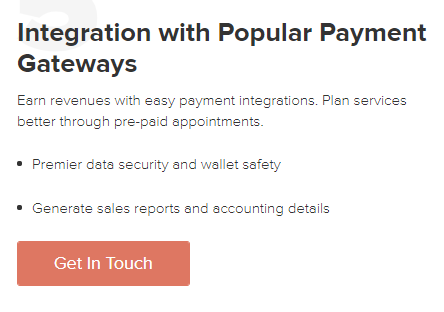 Integration with Popular Payment
Gateways
Earn revenues with easy payment integrations. Plan services
better through pre-paid appointments.
Premier data security and wallet safety
Generate sales reports and accounting details
Get In Touch